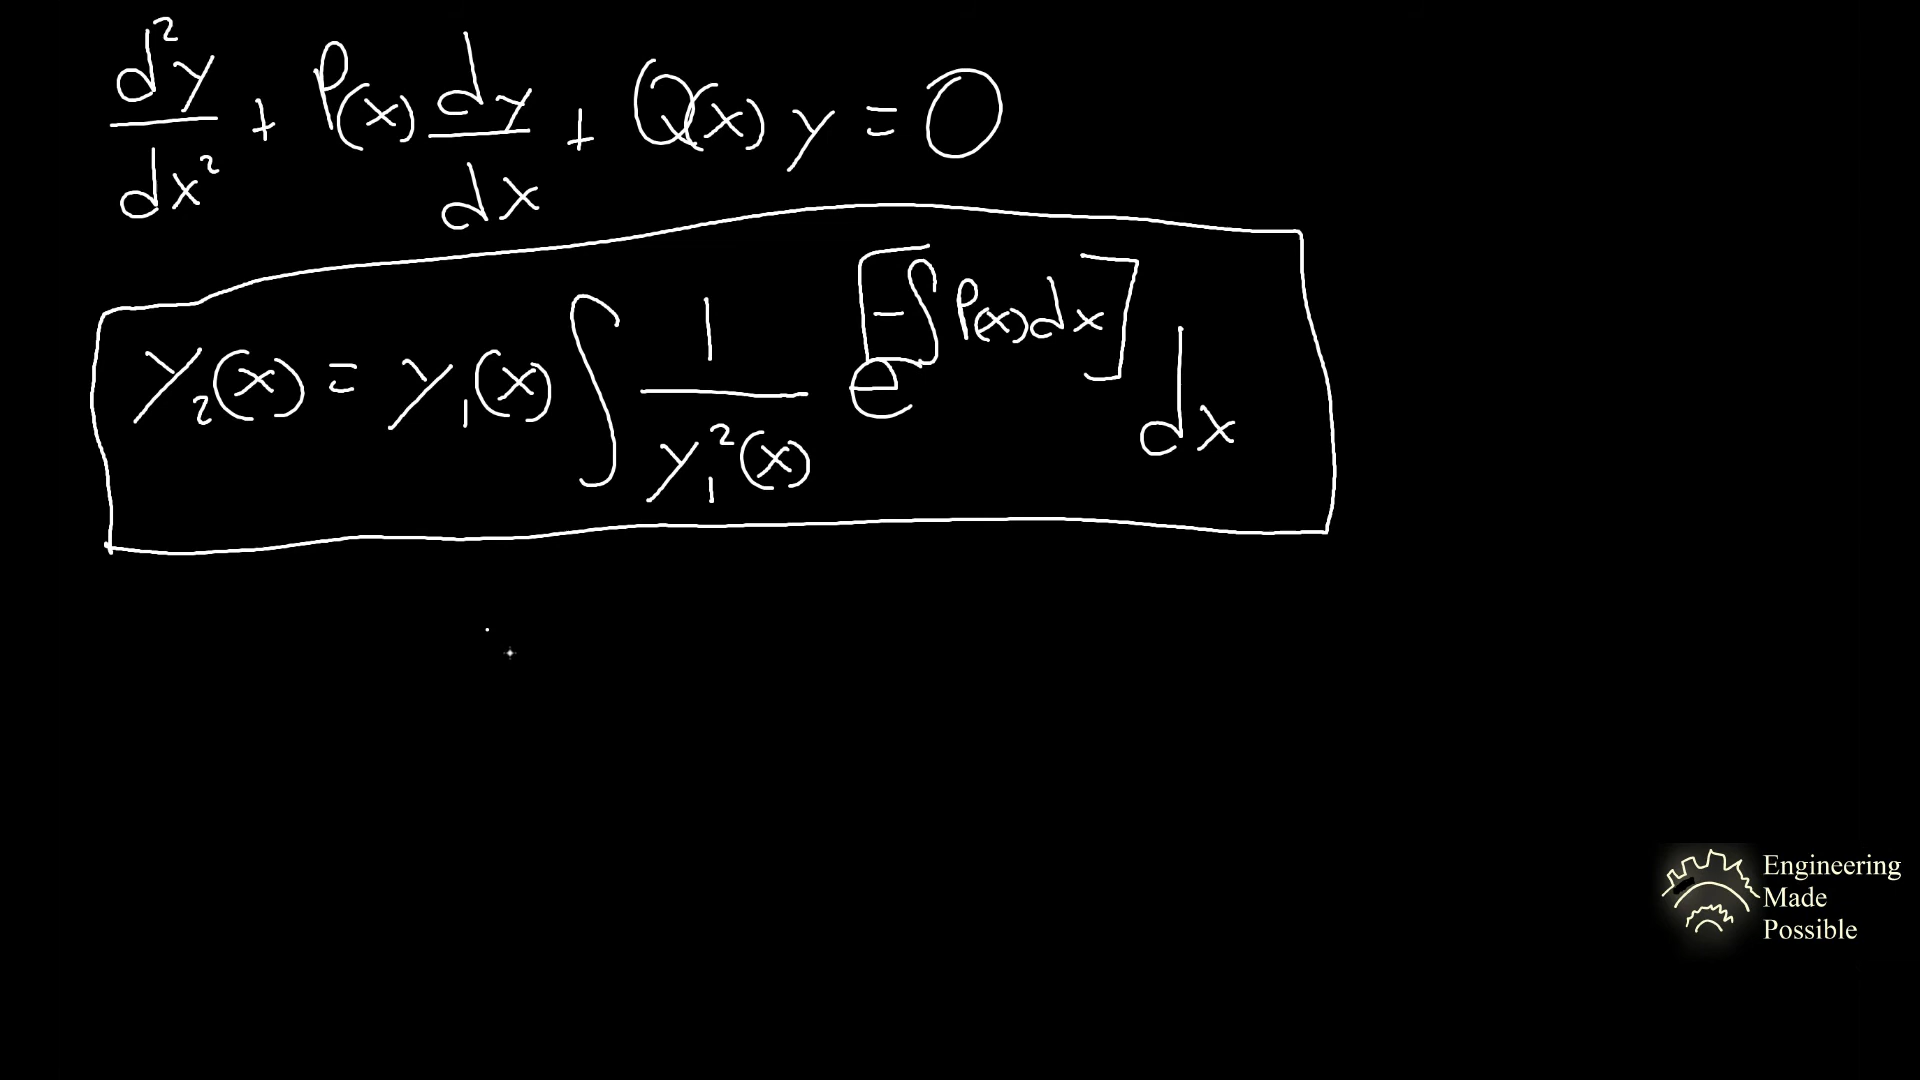 d²y/dx² + P(x) dy/dx + Q(x) y = 0
y₂(x) = y₁(x) ∫ 1/y₁²(x) e^[-∫P(x)dx] dx
Engineering
Made
Possible